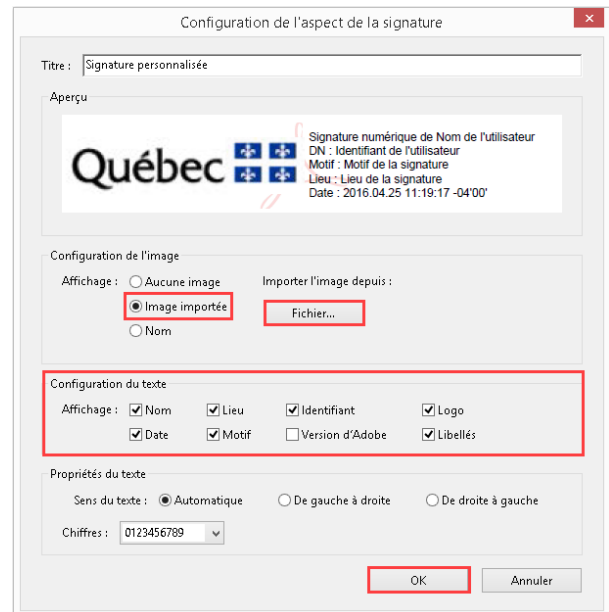 Configuration de l'aspect de la signature
Titre : Signature personnalisée
Aperçu
Québec
Signature numérique de Nom de l'utilisateur
DN : Identifiant de l'utilisateur
Motif : Motif de la signature
Lieu : Lieu de la signature
Date : 2016.04.25 11:19:17 -04'00'
Configuration de l'image
Affichage : Aucune image Importer l'image depuis :
Image importée Fichier...
Nom
Configuration du texte
Affichage : Nom Lieu Identifiant Logo
Date Motif Version d'Adobe Libellés
Propriétés du texte
Sens du texte : Automatique De gauche à droite De droite à gauche
Chiffres : 0123456789
OK Annuler